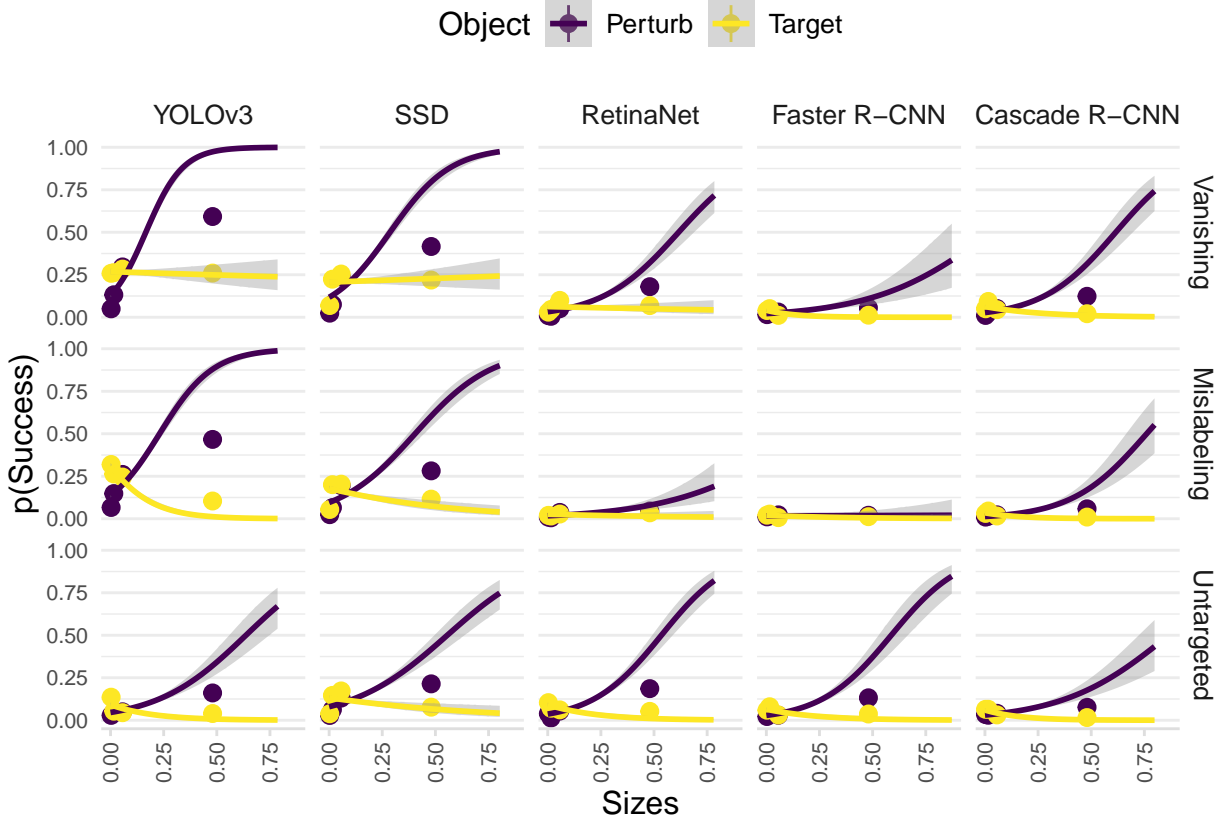 Object Perturb Target
YOLOv3 SSD RetinaNet Faster R−CNN Cascade R−CNN
p(Success)
1.00
0.75
0.50
0.25
0.00
Vanishing
1.00
0.75
0.50
0.25
0.00
Mislabeling
1.00
0.75
0.50
0.25
0.00
Untargeted
0.00 0.25 0.50 0.75 0.00 0.25 0.50 0.75 0.00 0.25 0.50 0.75 0.00 0.25 0.50 0.75 0.00 0.25 0.50 0.75
Sizes